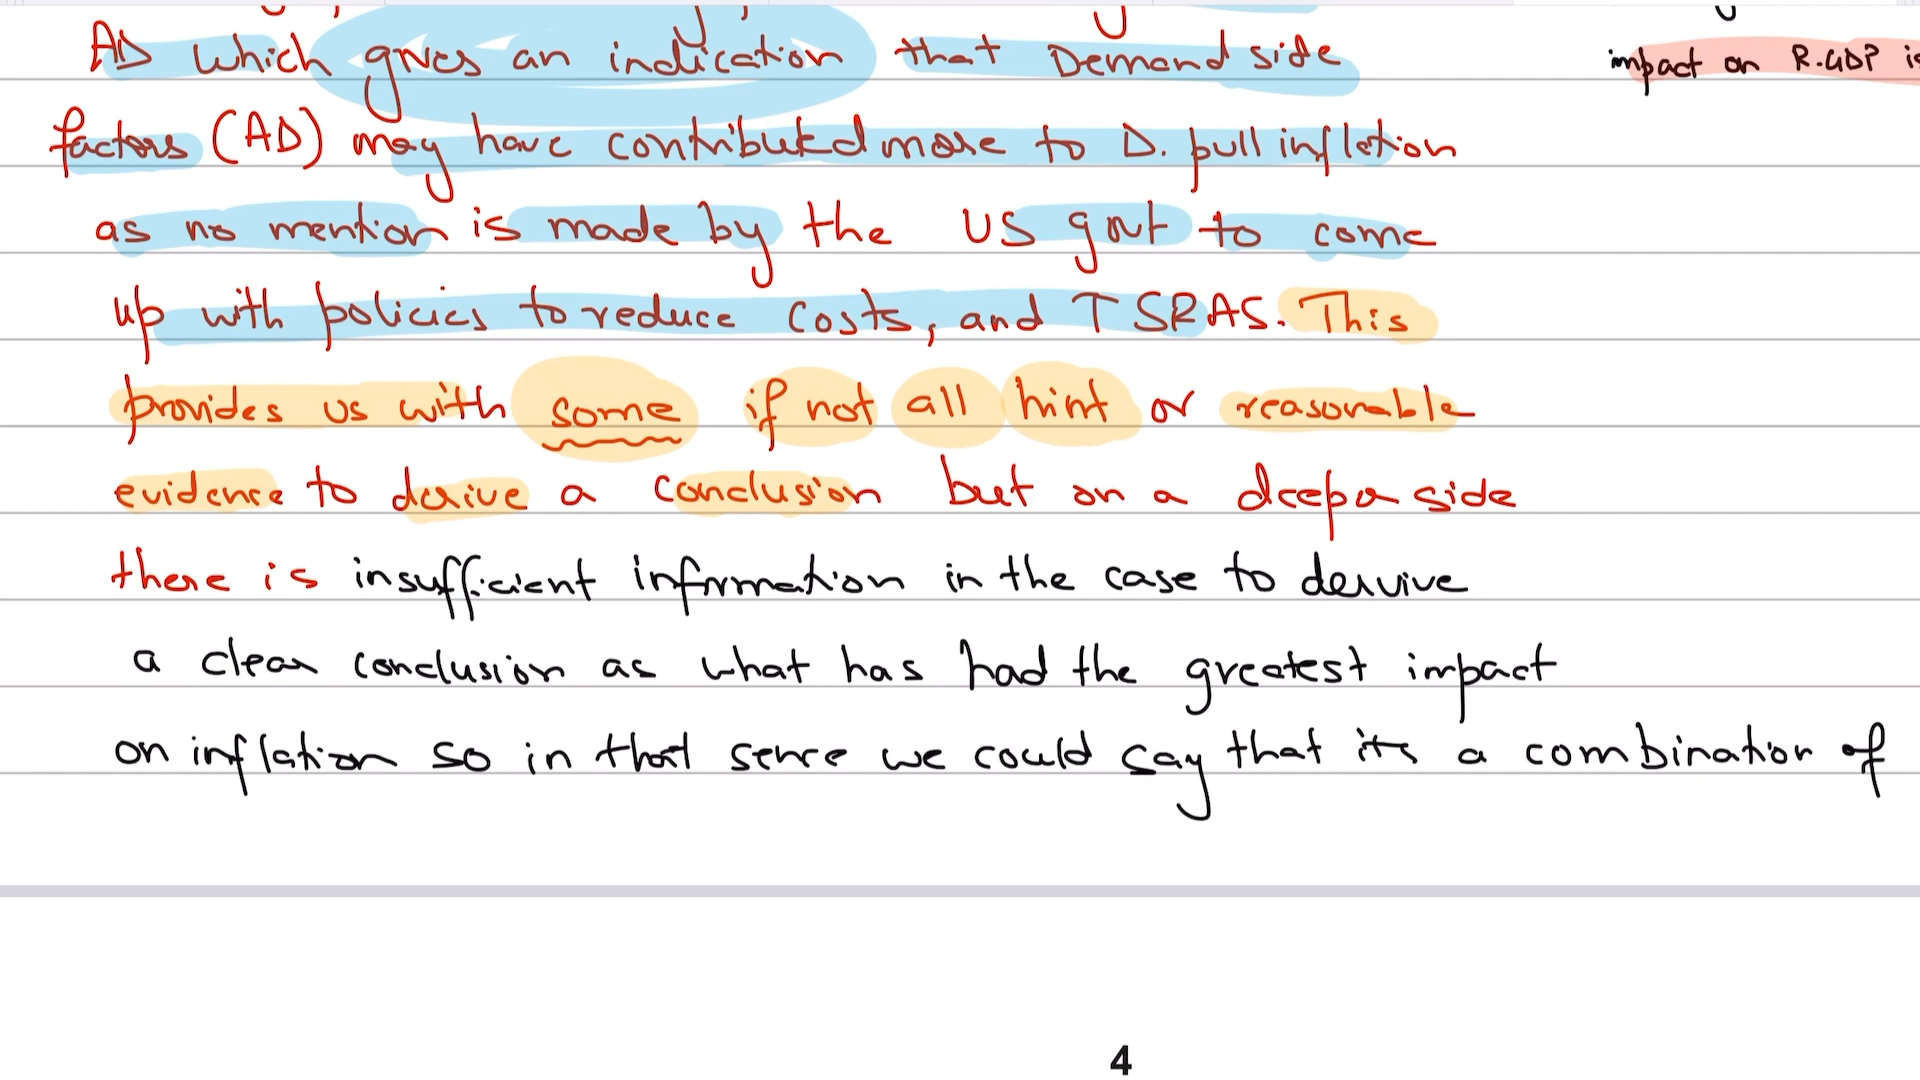 AD which gives an indication that Demand side
impact on R.GDP is
factors (AD) may have contributed more to D. pull inflation
as no mention is made by the US govt to come
up with policies to reduce costs, and ↑ SRAS. This
provides us with some if not all hint or reasonable
evidence to derive a conclusion but on a deeper side
there is insufficient information in the case to dervive
a clear conclusion as what has had the greatest impact
on inflation so in that sense we could say that its a combination of
4